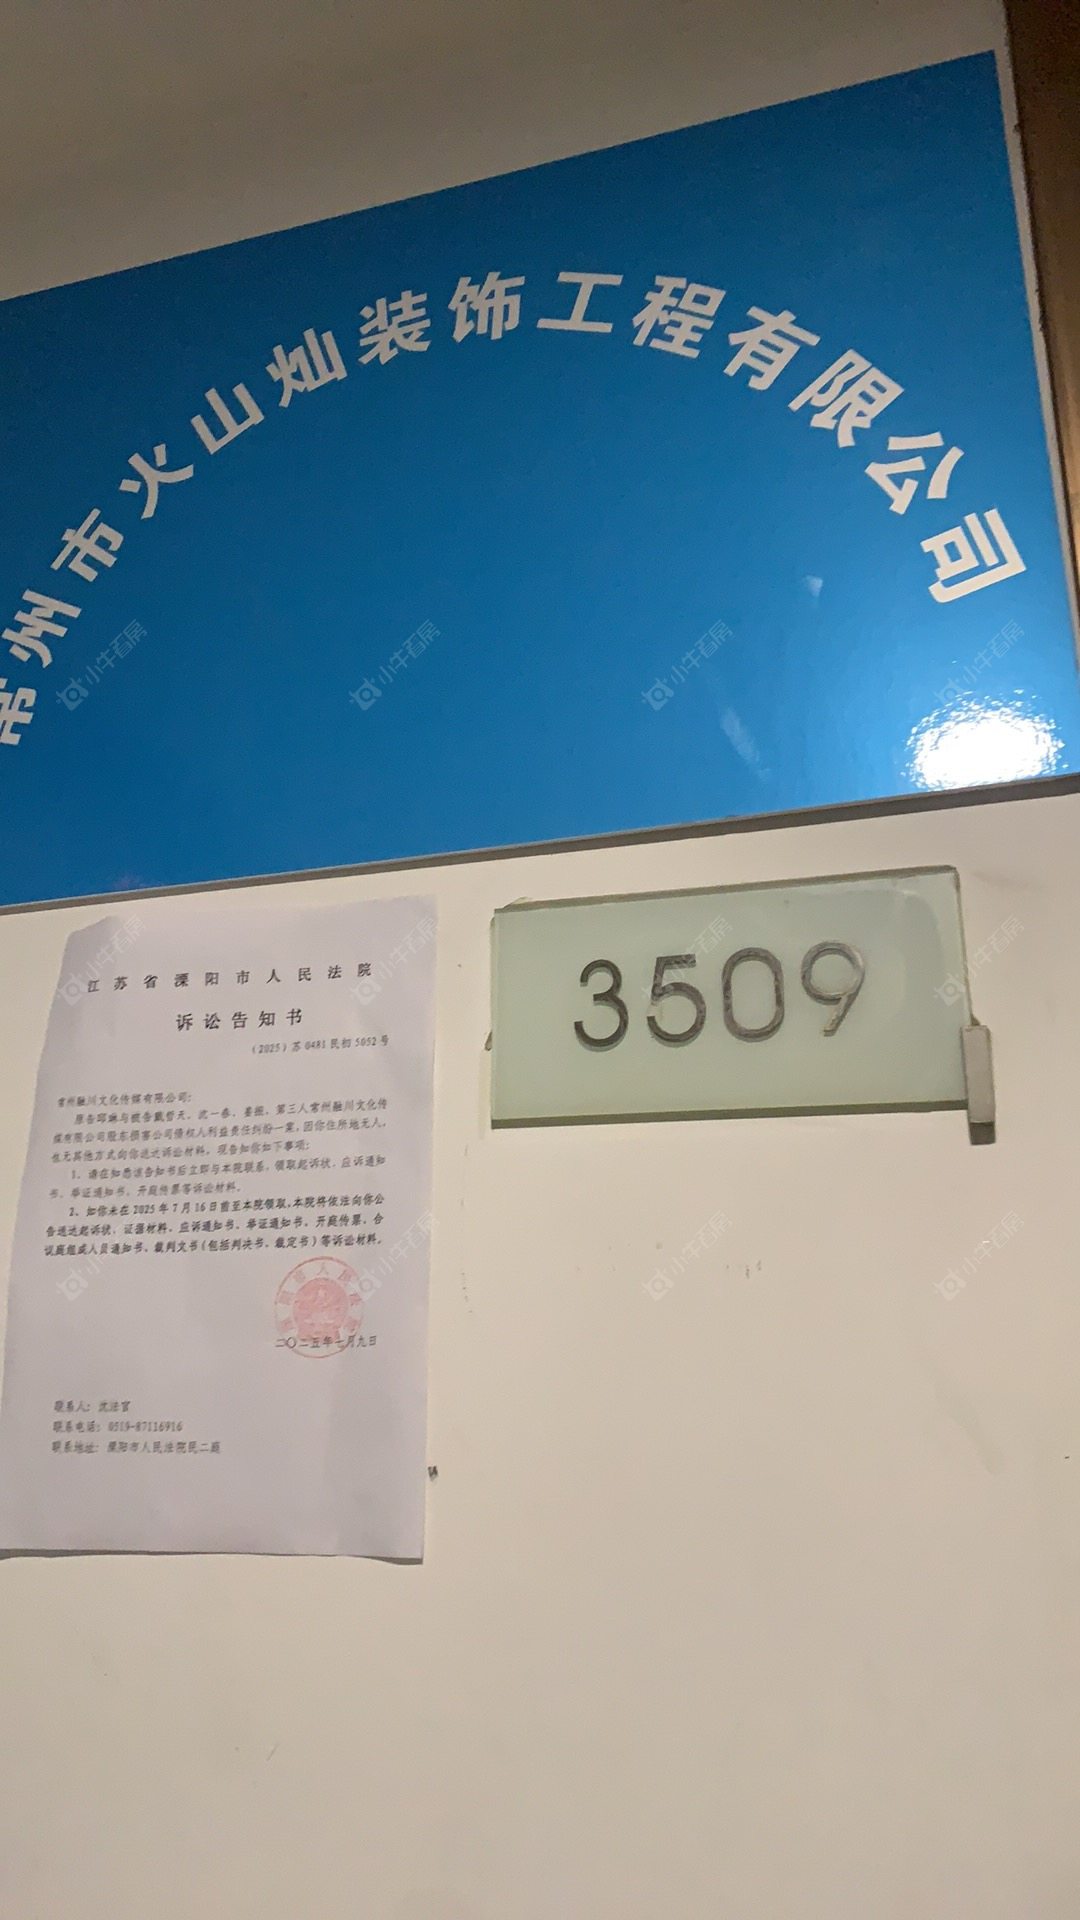 常州市火山灿装饰工程有限公司
3509
江苏省溧阳市人民法院
诉讼告知书
（2025）苏0481民初5052号
常州融川文化传媒有限公司：
原告邱琳与被告戴哲天、沈一春、姜振，第三人常州融川文化传
媒有限公司股东损害公司债权人利益责任纠纷一案，因你住所地无人，
也无其他方式向你送达诉讼材料，现告知你如下事项：
1、请在知悉该告知书后立即与本院联系，领取起诉状、应诉通知
书、举证通知书、开庭传票等诉讼材料。
2、如你未在2025年7月16日前至本院领取，本院将依法向你公
告送达起诉状、证据材料、应诉通知书、举证通知书、开庭传票、合
议庭组成人员通知书、裁判文书（包括判决书、裁定书）等诉讼材料。
二〇二五年七月九日
联系人：沈法官
联系电话：0519-87116916
联系地址：溧阳市人民法院民二庭
小牛看房